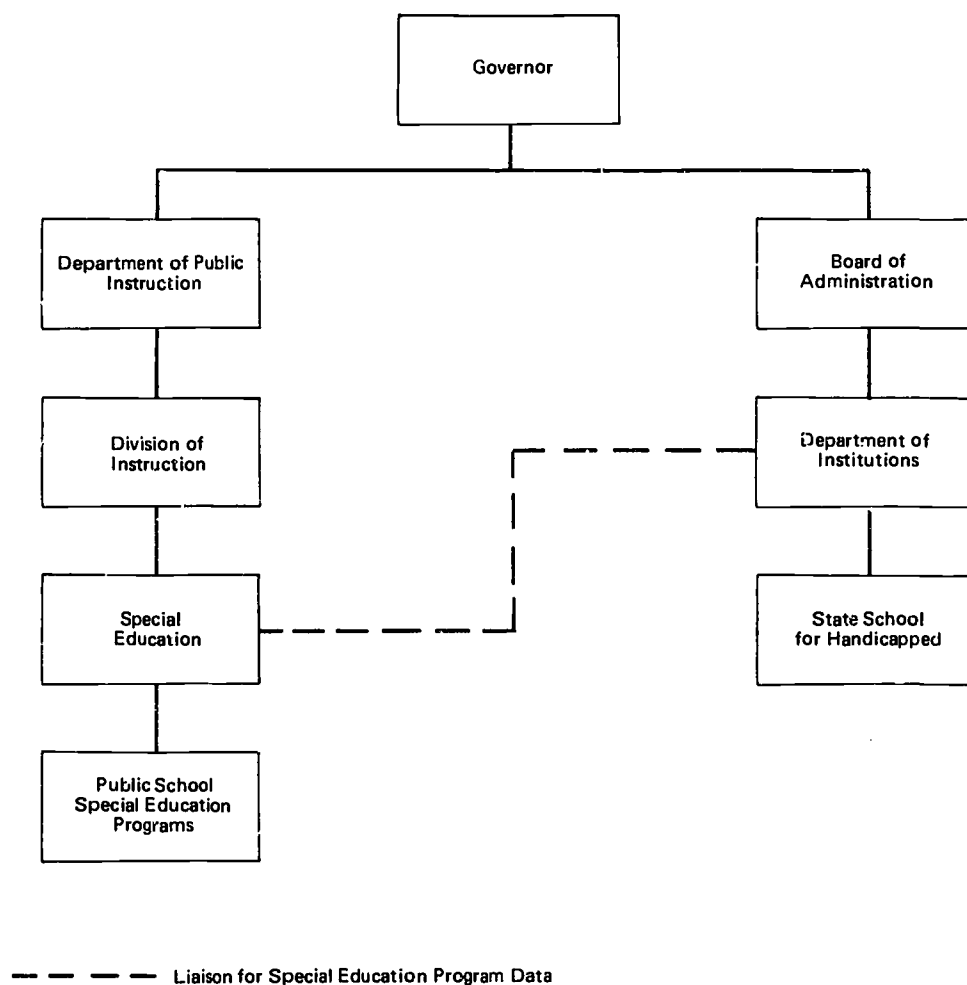 Governor
Department of Public
Instruction
Board of
Administration
Division of
Instruction
Department of
Institutions
Special
Education
State School
for Handicapped
Public School
Special Education
Programs
Liaison for Special Education Program Data